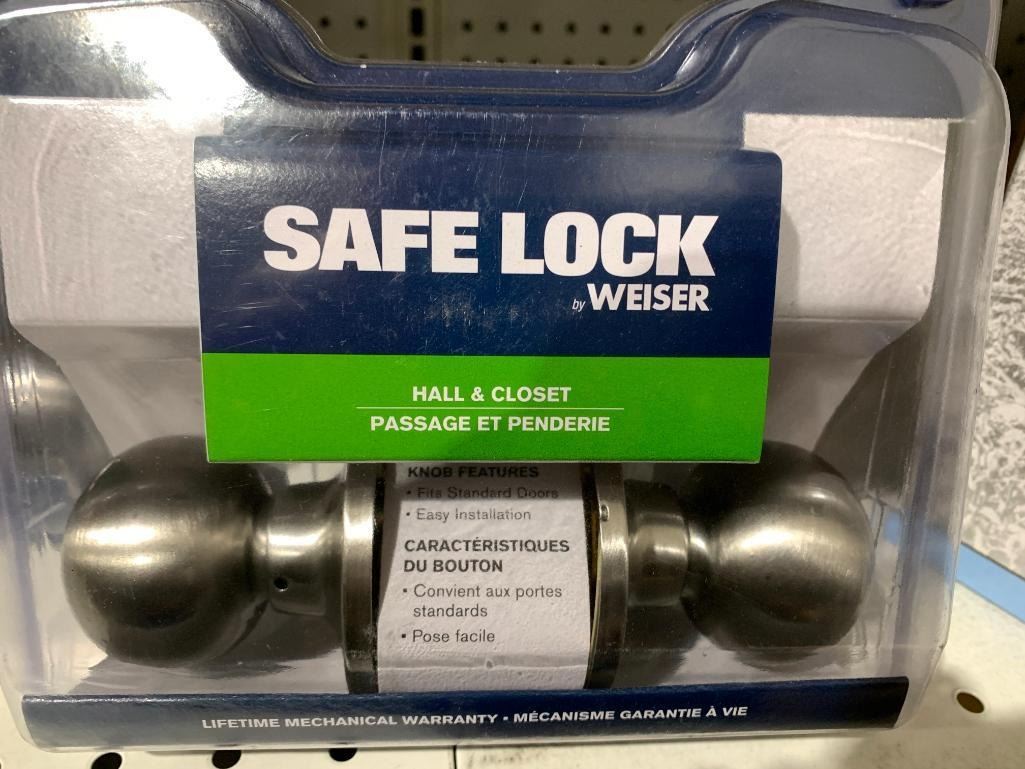 SAFE LOCK
by WEISER
HALL & CLOSET
PASSAGE ET PENDERIE
KNOB FEATURES
• Fits Standard Doors
• Easy Installation
CARACTÉRISTIQUES
DU BOUTON
• Convient aux portes
standards
• Pose facile
LIFETIME MECHANICAL WARRANTY • MÉCANISME GARANTIE À VIE